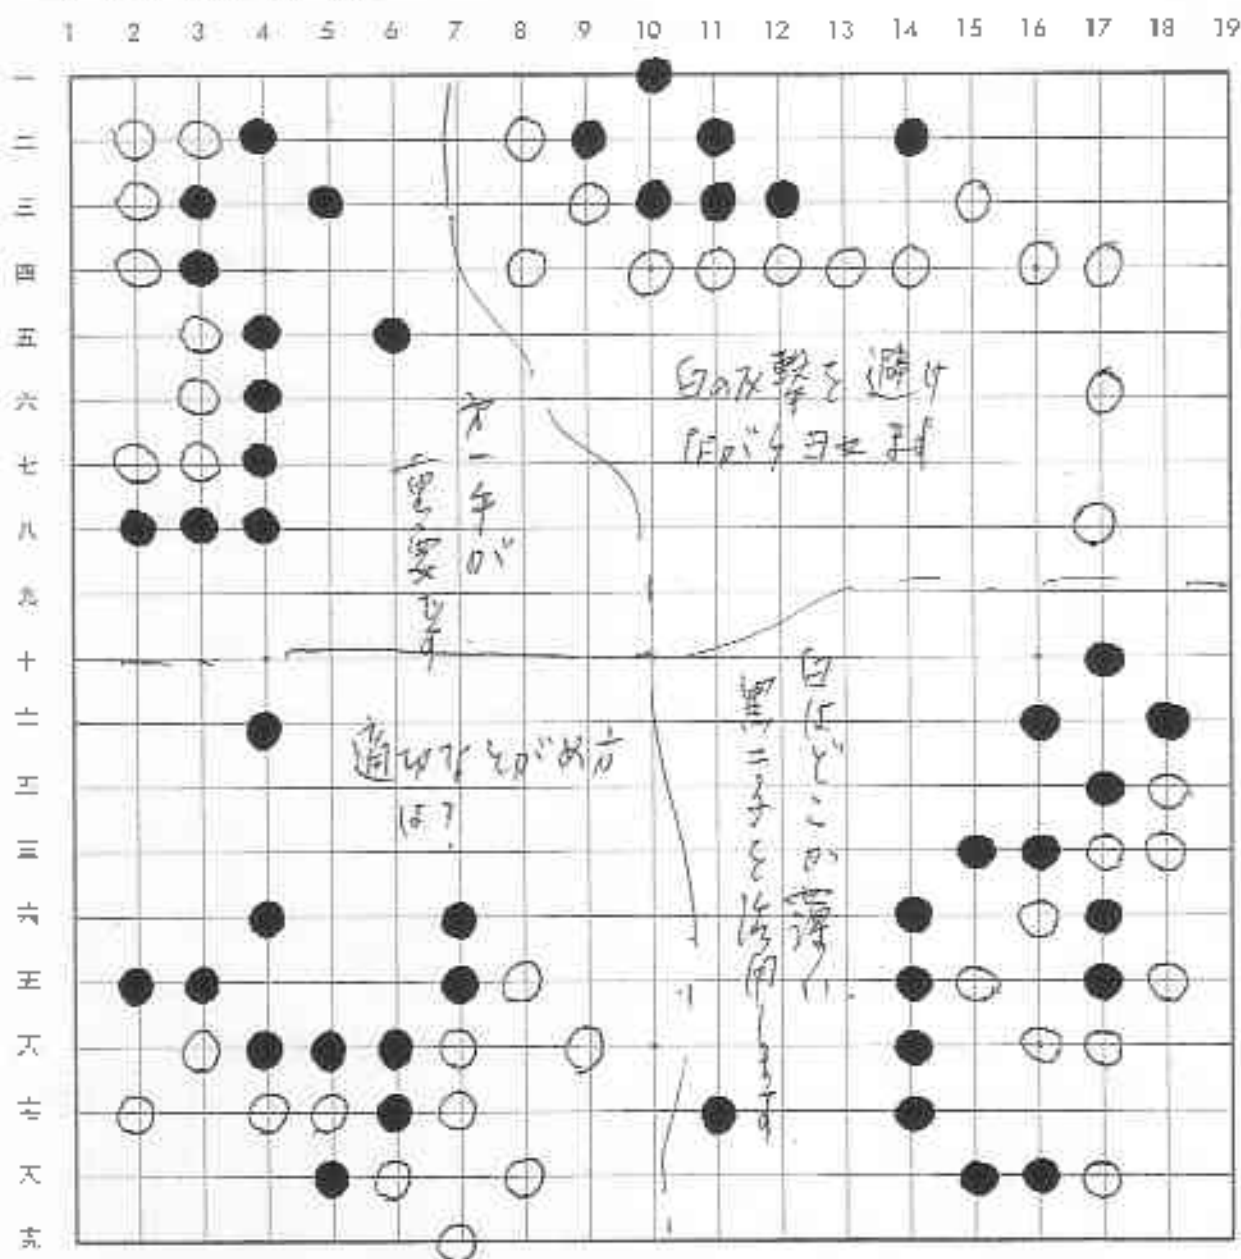 1 2 3 4 5 6 7 8 9 10 11 12 13 14 15 16 17 18 19
一
二
三
四
五
六
七
八
九
十
白の反撃を避け
白がケヨセます
第一手が
重要です
適切なとがめ方
は?
白はどこか薄い
黒二子を活用します